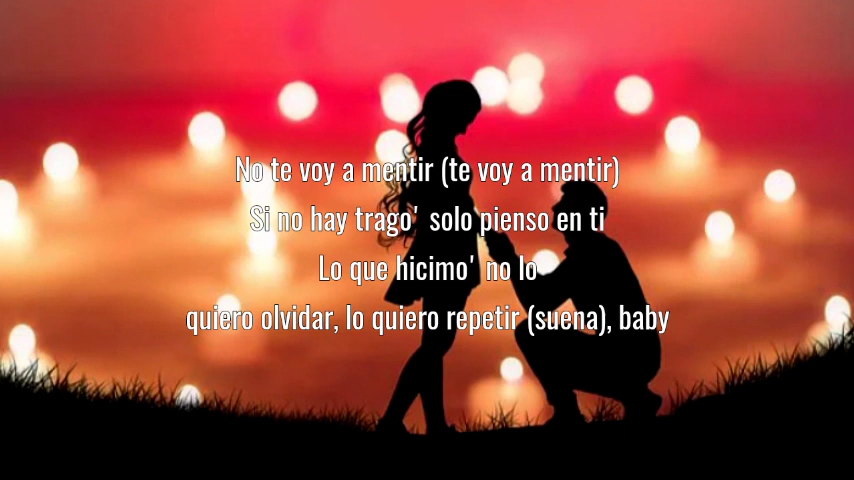 No te voy a mentir (te voy a mentir)
Si no hay trago' solo pienso en ti
Lo que hicimo' no lo
quiero olvidar, lo quiero repetir (suena), baby